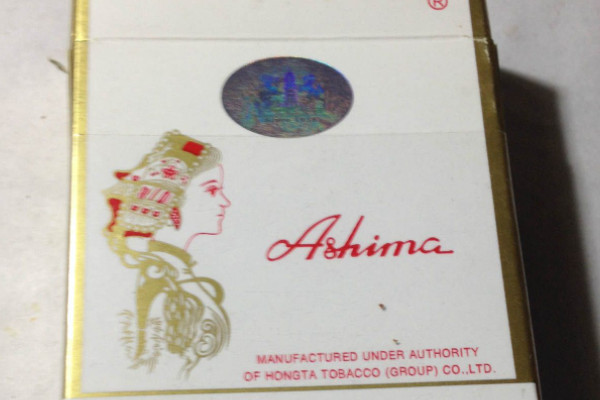 ®
Ashima
MANUFACTURED UNDER AUTHORITY
OF HONGTA TOBACCO (GROUP) CO.,LTD.